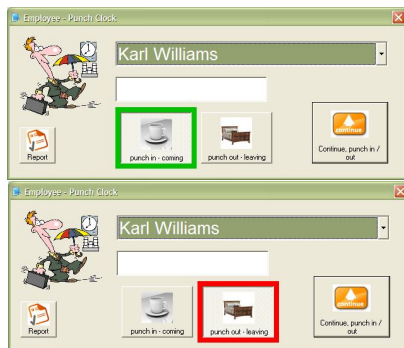 Employee - Punch Clock
Karl Williams
Report
punch in - coming
punch out - leaving
continue
Continue, punch in /
out
Employee - Punch Clock
Karl Williams
Report
punch in - coming
punch out - leaving
continue
Continue, punch in /
out